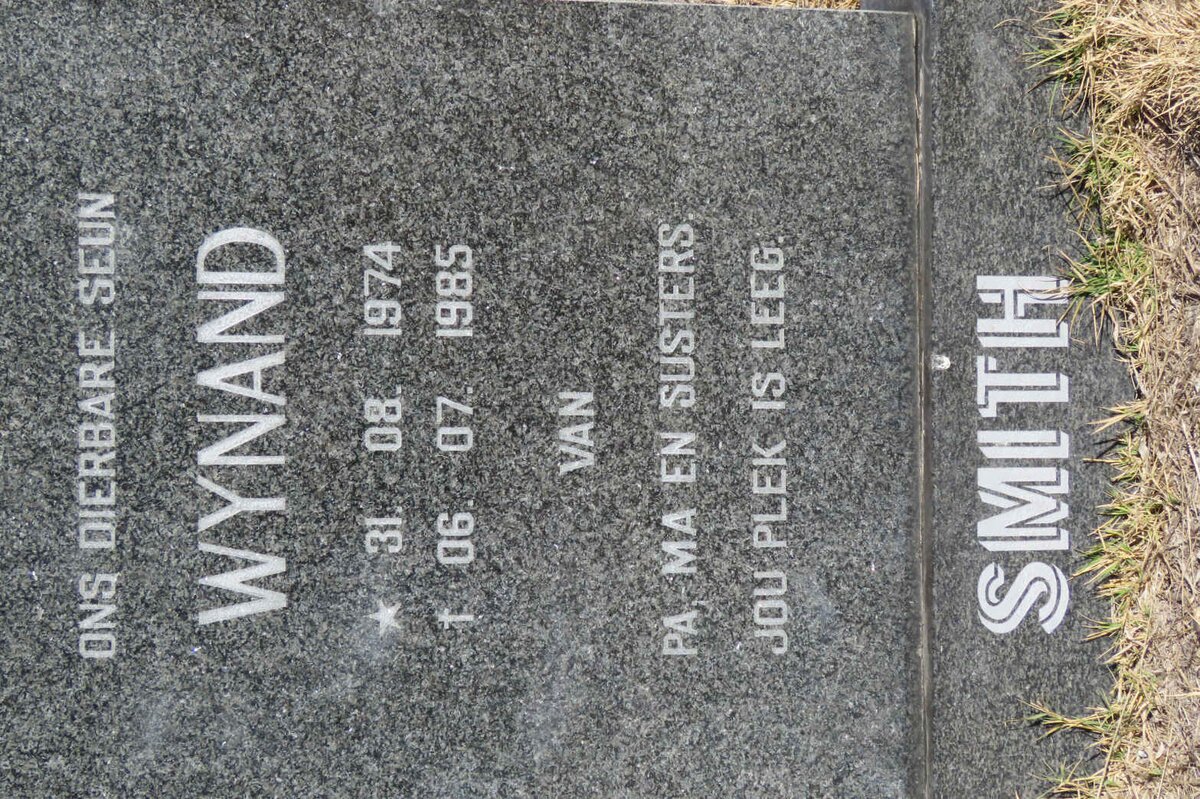 ONS DIERBARE SEUN
WYNAND
★ 31. 08. 1974
† 06. 07. 1985
VAN
PA, MA EN SUSTERS.
JOU PLEK IS LEEG.
SMITH